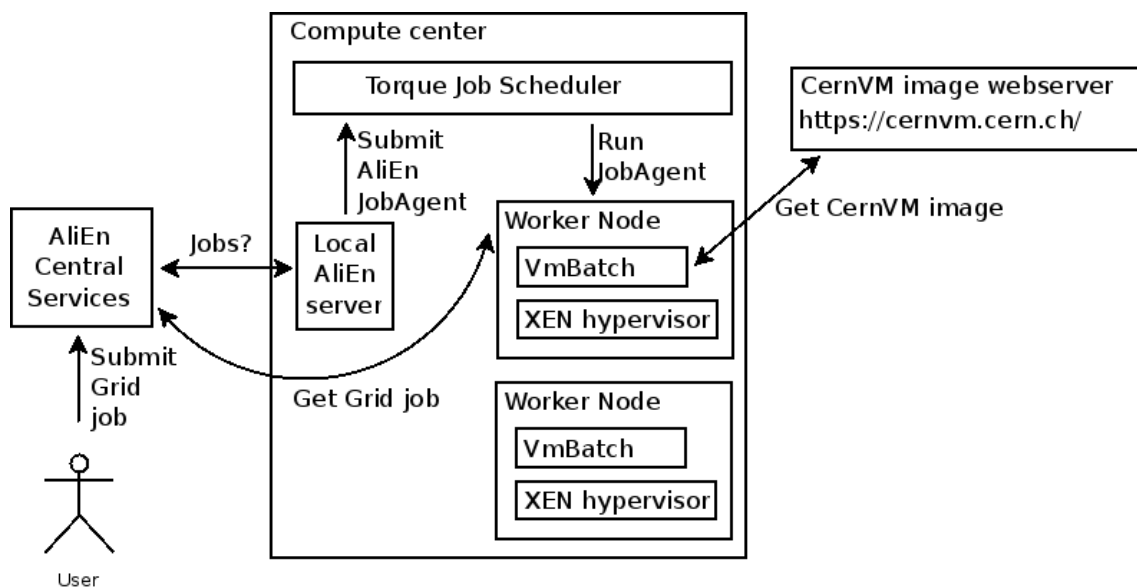 Compute center
Torque Job Scheduler
CernVM image webserver
https://cernvm.cern.ch/
Submit
AliEn
JobAgent
Run
JobAgent
Get CernVM image
AliEn
Central
Services
Jobs?
Local
AliEn
server
Worker Node
VmBatch
XEN hypervisor
Submit
Grid
job
Get Grid job
Worker Node
VmBatch
XEN hypervisor
User